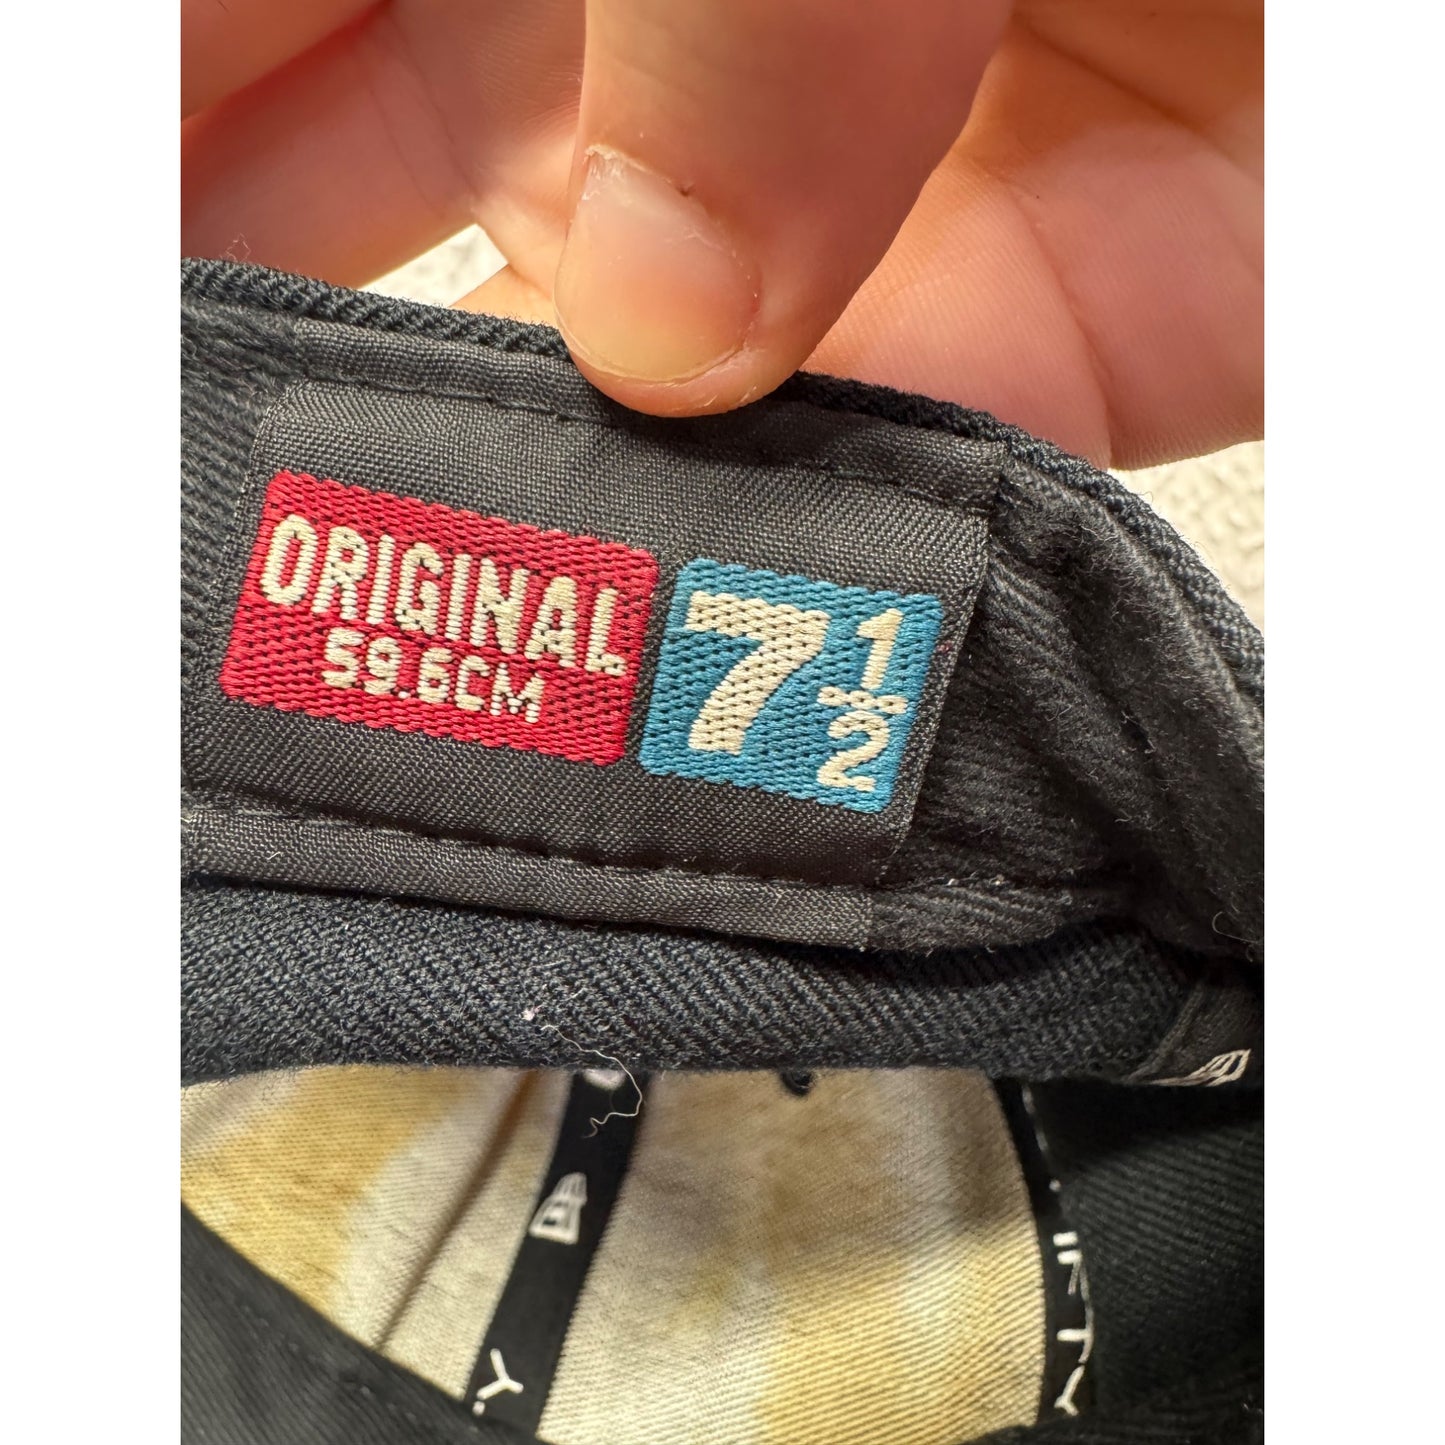 ORIGINAL
59.6CM
7 1/2